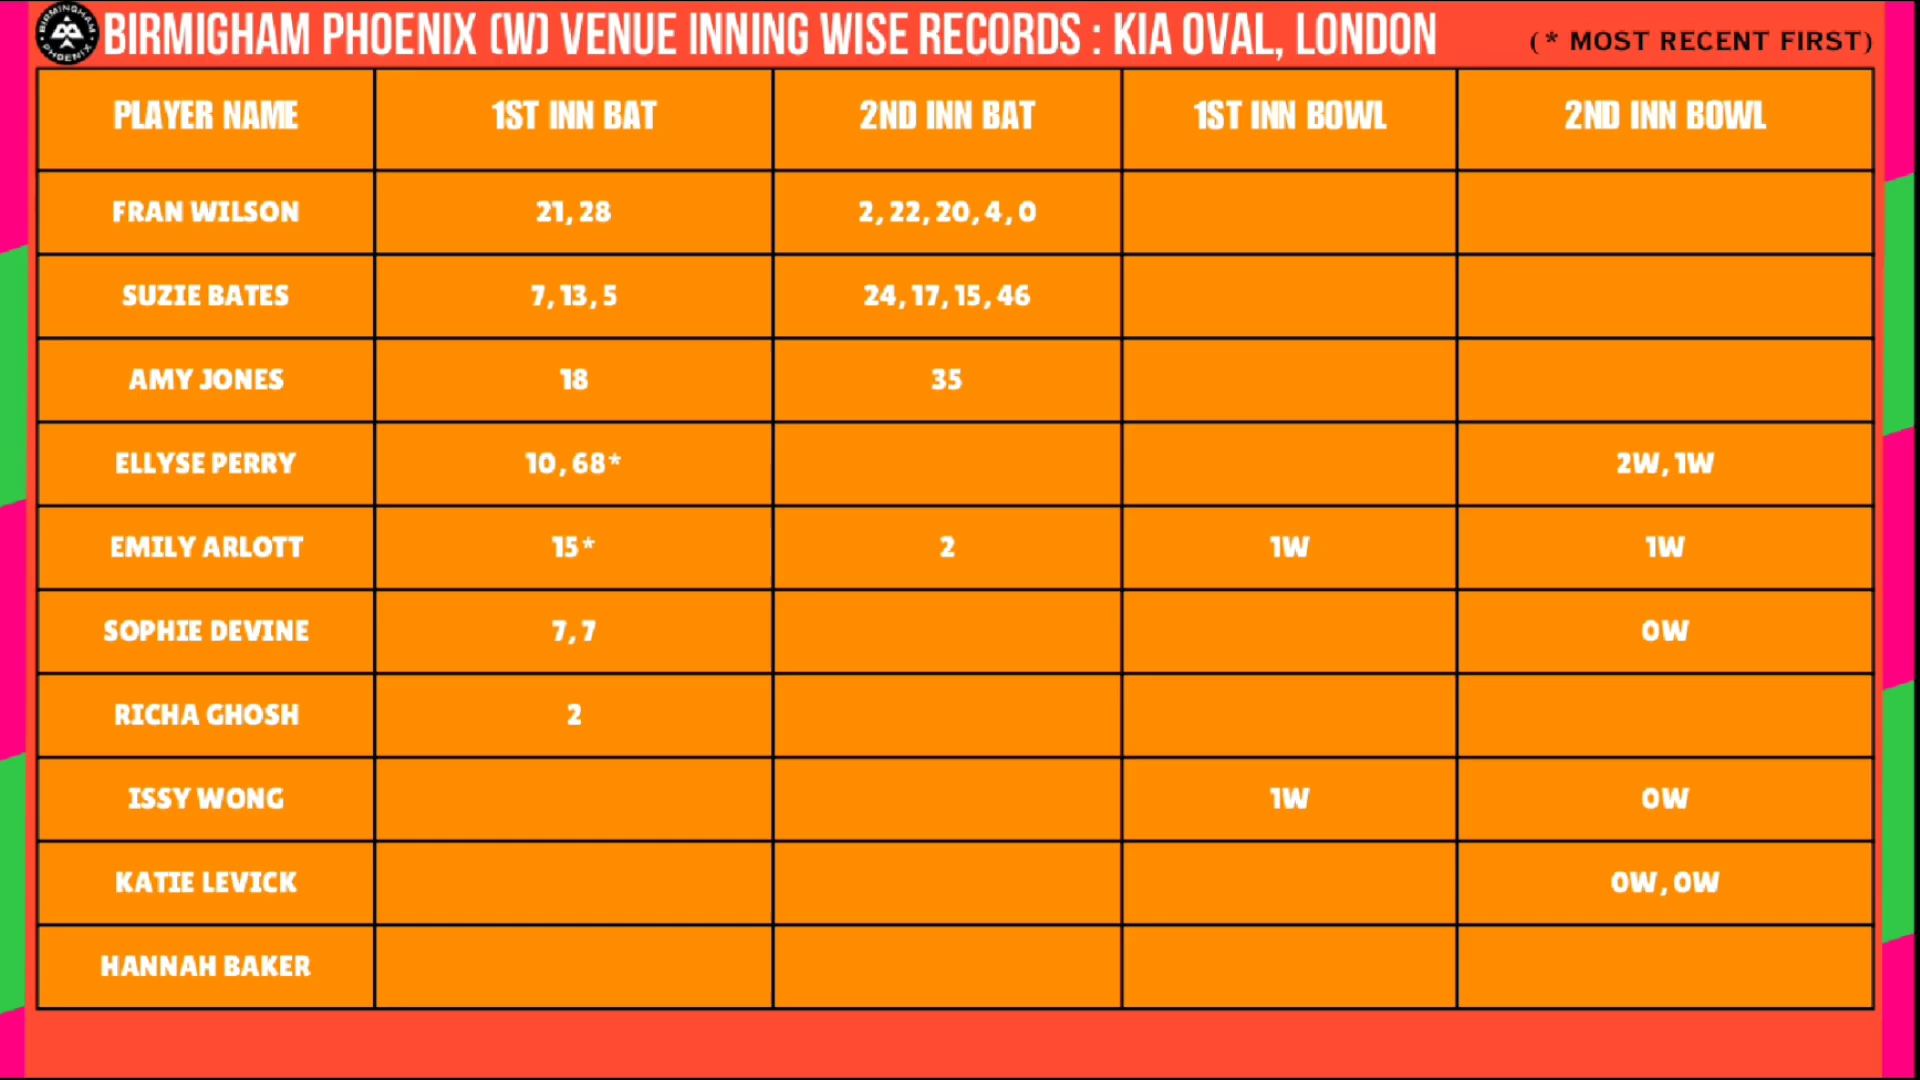 BIRMINGHAM PHOENIX
BIRMIGHAM PHOENIX (W) VENUE INNING WISE RECORDS : KIA OVAL, LONDON (* MOST RECENT FIRST)
PLAYER NAME 1ST INN BAT 2ND INN BAT 1ST INN BOWL 2ND INN BOWL
FRAN WILSON 21, 28 2, 22, 20, 4, 0
SUZIE BATES 7, 13, 5 24, 17, 15, 46
AMY JONES 18 35
ELLYSE PERRY 10, 68* 2W, 1W
EMILY ARLOTT 15* 2 1W 1W
SOPHIE DEVINE 7, 7 0W
RICHA GHOSH 2
ISSY WONG 1W 0W
KATIE LEVICK 0W, 0W
HANNAH BAKER